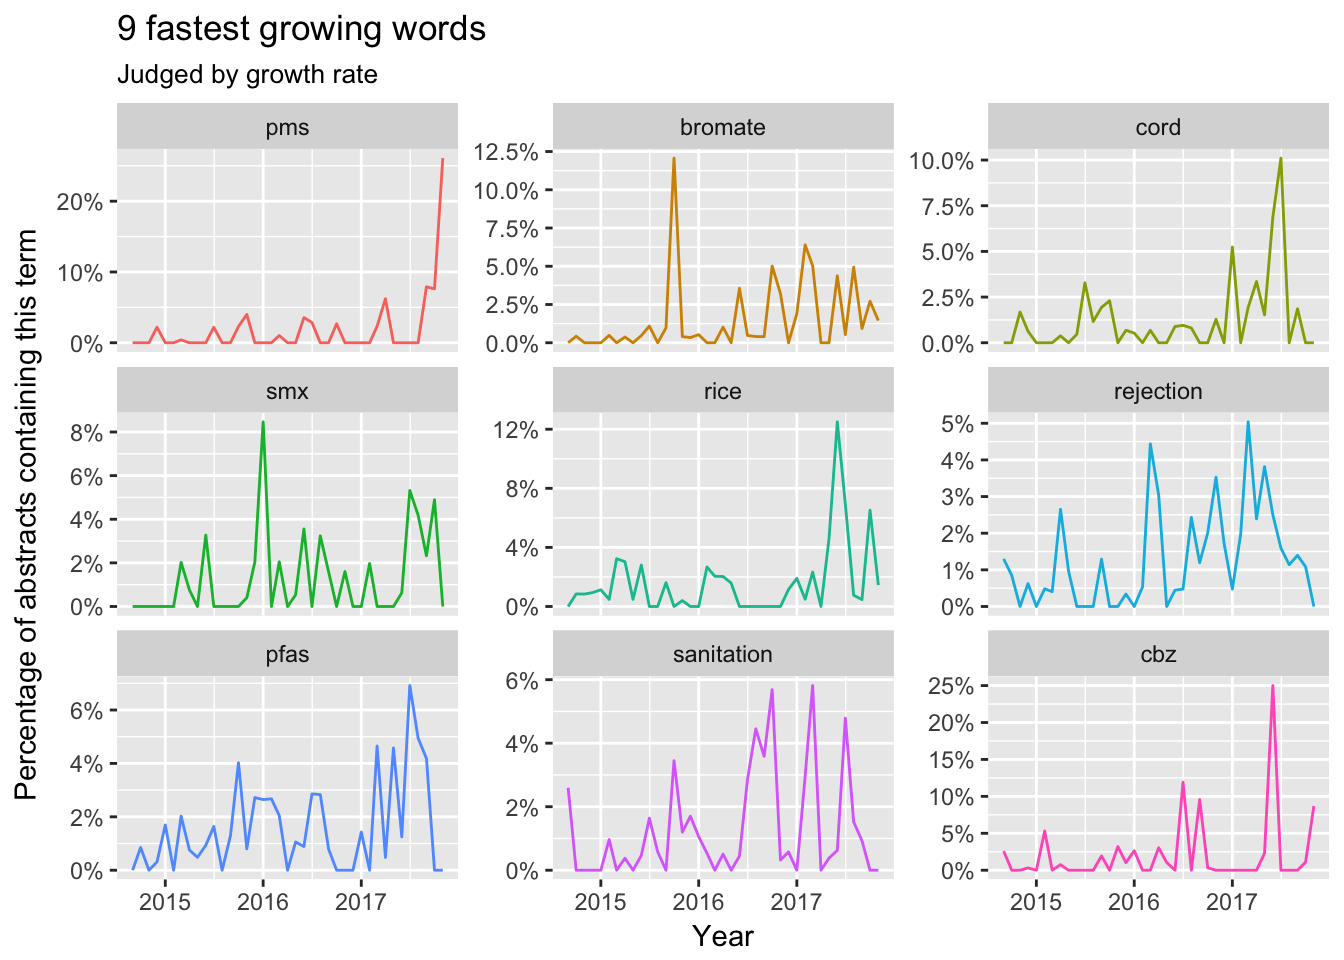 9 fastest growing words
Judged by growth rate
Percentage of abstracts containing this term
pms
20%
10%
0%
bromate
12.5%
10.0%
7.5%
5.0%
2.5%
0.0%
cord
10.0%
7.5%
5.0%
2.5%
0.0%
smx
8%
6%
4%
2%
0%
rice
12%
8%
4%
0%
rejection
5%
4%
3%
2%
1%
0%
pfas
6%
4%
2%
0%
2015 2016 2017
sanitation
6%
4%
2%
0%
2015 2016 2017
cbz
25%
20%
15%
10%
5%
0%
2015 2016 2017
Year